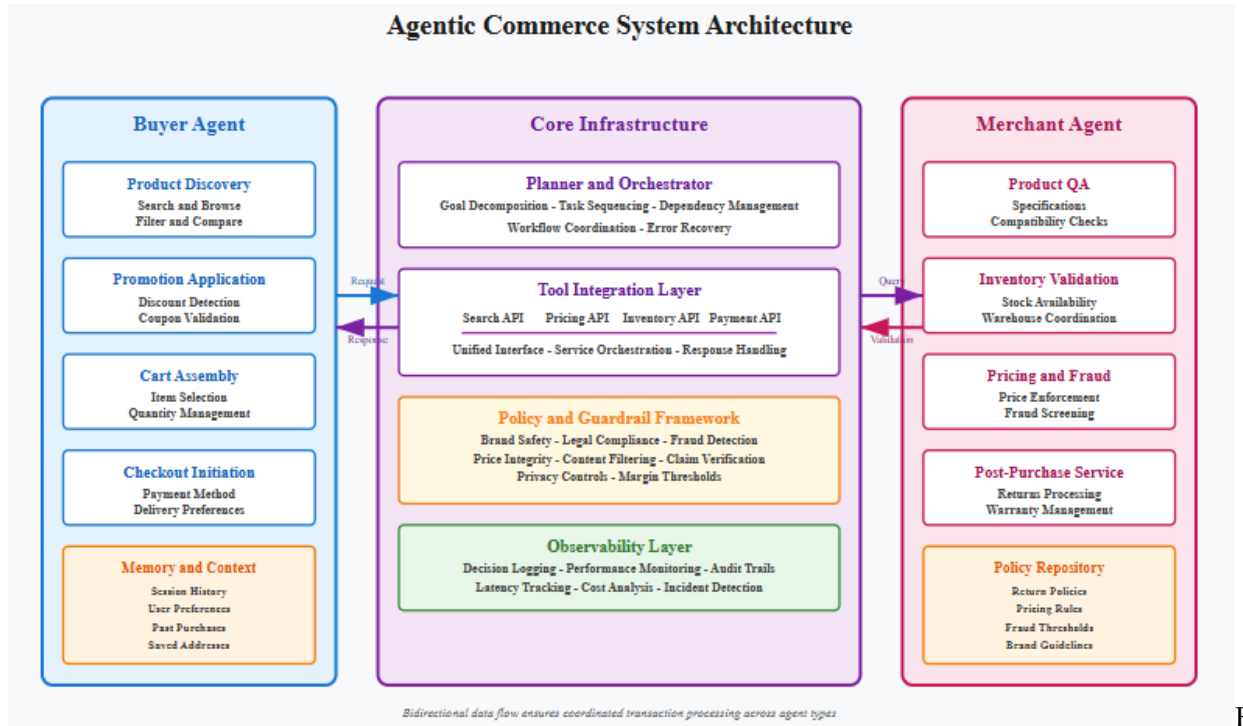 Agentic Commerce System Architecture
Buyer Agent
Product Discovery
Search and Browse
Filter and Compare
Promotion Application
Discount Detection
Coupon Validation
Cart Assembly
Item Selection
Quantity Management
Checkout Initiation
Payment Method
Delivery Preferences
Memory and Context
Session History
User Preferences
Past Purchases
Saved Addresses
Request
Response
Core Infrastructure
Planner and Orchestrator
Goal Decomposition - Task Sequencing - Dependency Management
Workflow Coordination - Error Recovery
Tool Integration Layer
Search API Pricing API Inventory API Payment API
Unified Interface - Service Orchestration - Response Handling
Policy and Guardrail Framework
Brand Safety - Legal Compliance - Fraud Detection
Price Integrity - Content Filtering - Claim Verification
Privacy Controls - Margin Thresholds
Observability Layer
Decision Logging - Performance Monitoring - Audit Trails
Latency Tracking - Cost Analysis - Incident Detection
Query
Validation
Merchant Agent
Product QA
Specifications
Compatibility Checks
Inventory Validation
Stock Availability
Warehouse Coordination
Pricing and Fraud
Price Enforcement
Fraud Screening
Post-Purchase Service
Returns Processing
Warranty Management
Policy Repository
Return Policies
Pricing Rules
Fraud Thresholds
Brand Guidelines
Bidirectional data flow ensures coordinated transaction processing across agent types